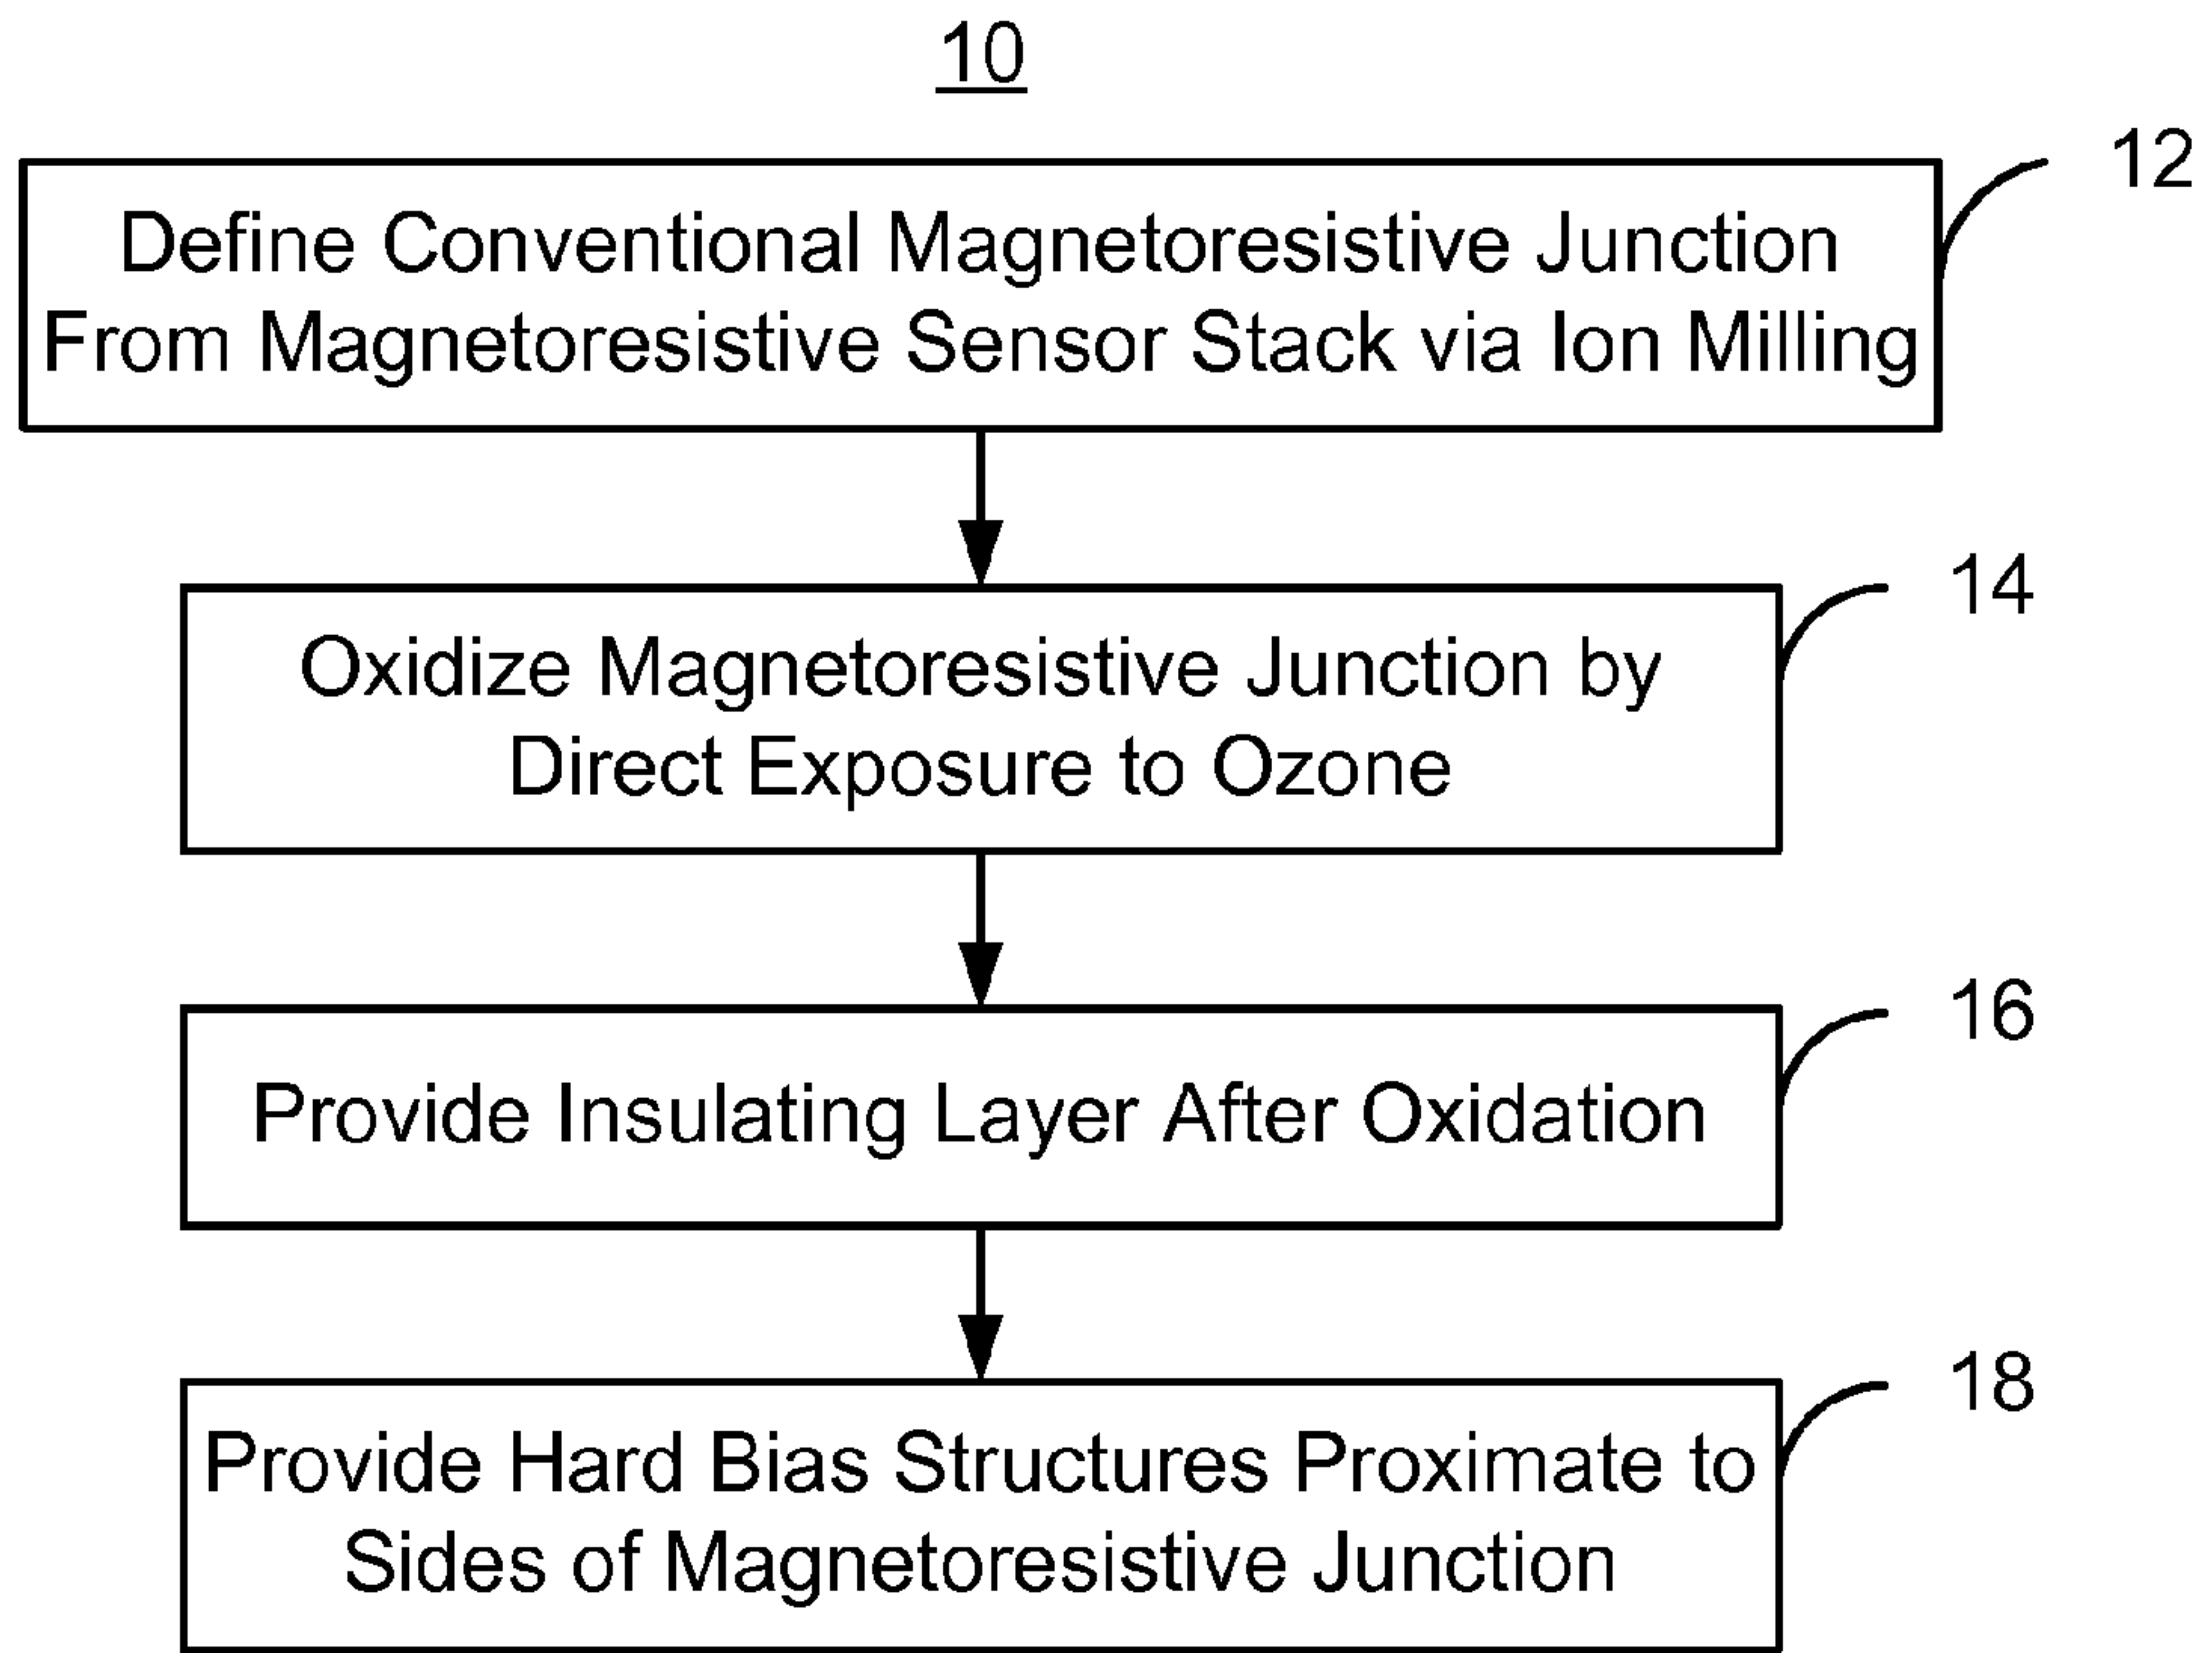 10
12
Define Conventional Magnetoresistive Junction
From Magnetoresistive Sensor Stack via Ion Milling
14
Oxidize Magnetoresistive Junction by
Direct Exposure to Ozone
16
Provide Insulating Layer After Oxidation
18
Provide Hard Bias Structures Proximate to
Sides of Magnetoresistive Junction